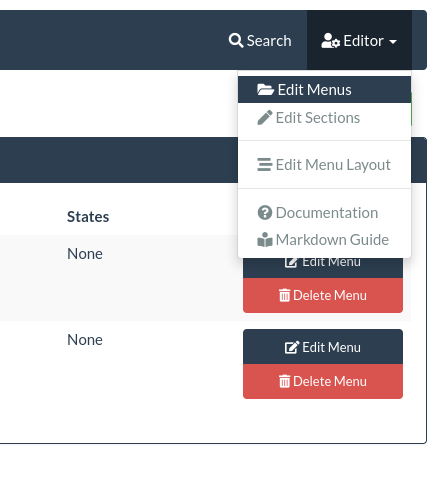 Search Editor
Edit Menus
Edit Sections
Edit Menu Layout
States
Documentation
Markdown Guide
None
Edit Menu
Delete Menu
None
Edit Menu
Delete Menu